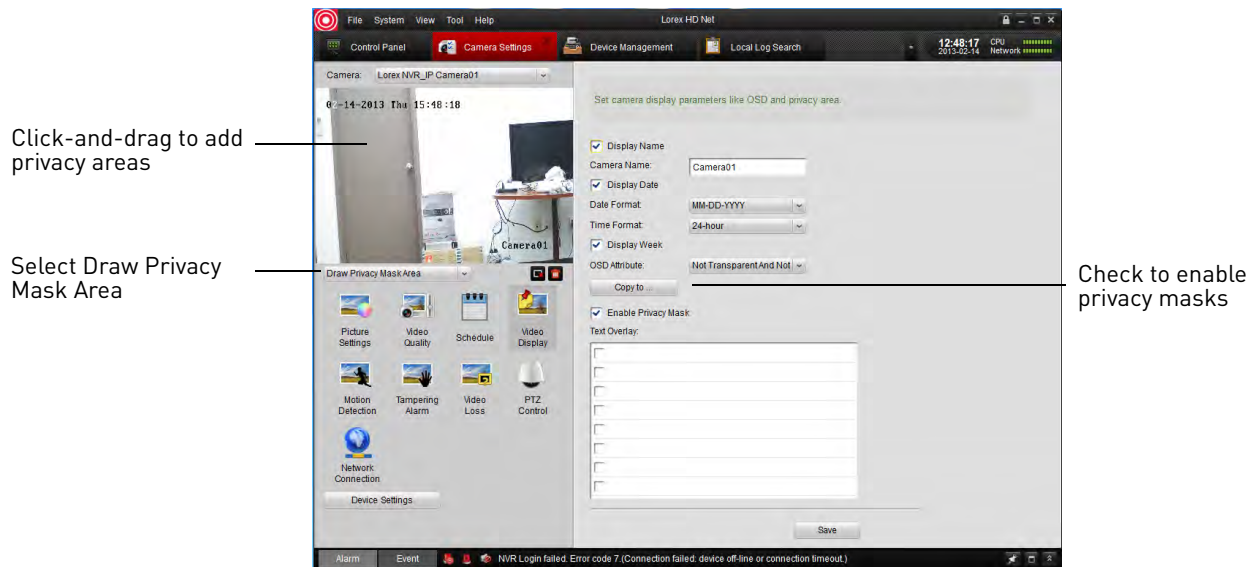 File System View Tool Help Lorex HD Net
Control Panel Camera Settings Device Management Local Log Search 12:48:17 CPU
2013-02-14 Network
Camera: Lorex NVR_IP Camera01
-14-2013 Thu 15:48:18
Camera01
Click-and-drag to add
privacy areas
Select Draw Privacy
Mask Area
Draw Privacy Mask Area
Picture
Settings
Video
Quality
Schedule
Video
Display
Motion
Detection
Tampering
Alarm
Video
Loss
PTZ
Control
Network
Connection
Device Settings
Set camera display parameters like OSD and privacy area.
Display Name
Camera Name: Camera01
Display Date
Date Format: MM-DD-YYYY
Time Format: 24-hour
Display Week
OSD Attribute: Not Transparent And Not
Copy to ...
Enable Privacy Mask
Text Overlay:
Save
Check to enable
privacy masks
Alarm Event NVR Login failed. Error code 7.(Connection failed: device off-line or connection timeout.)